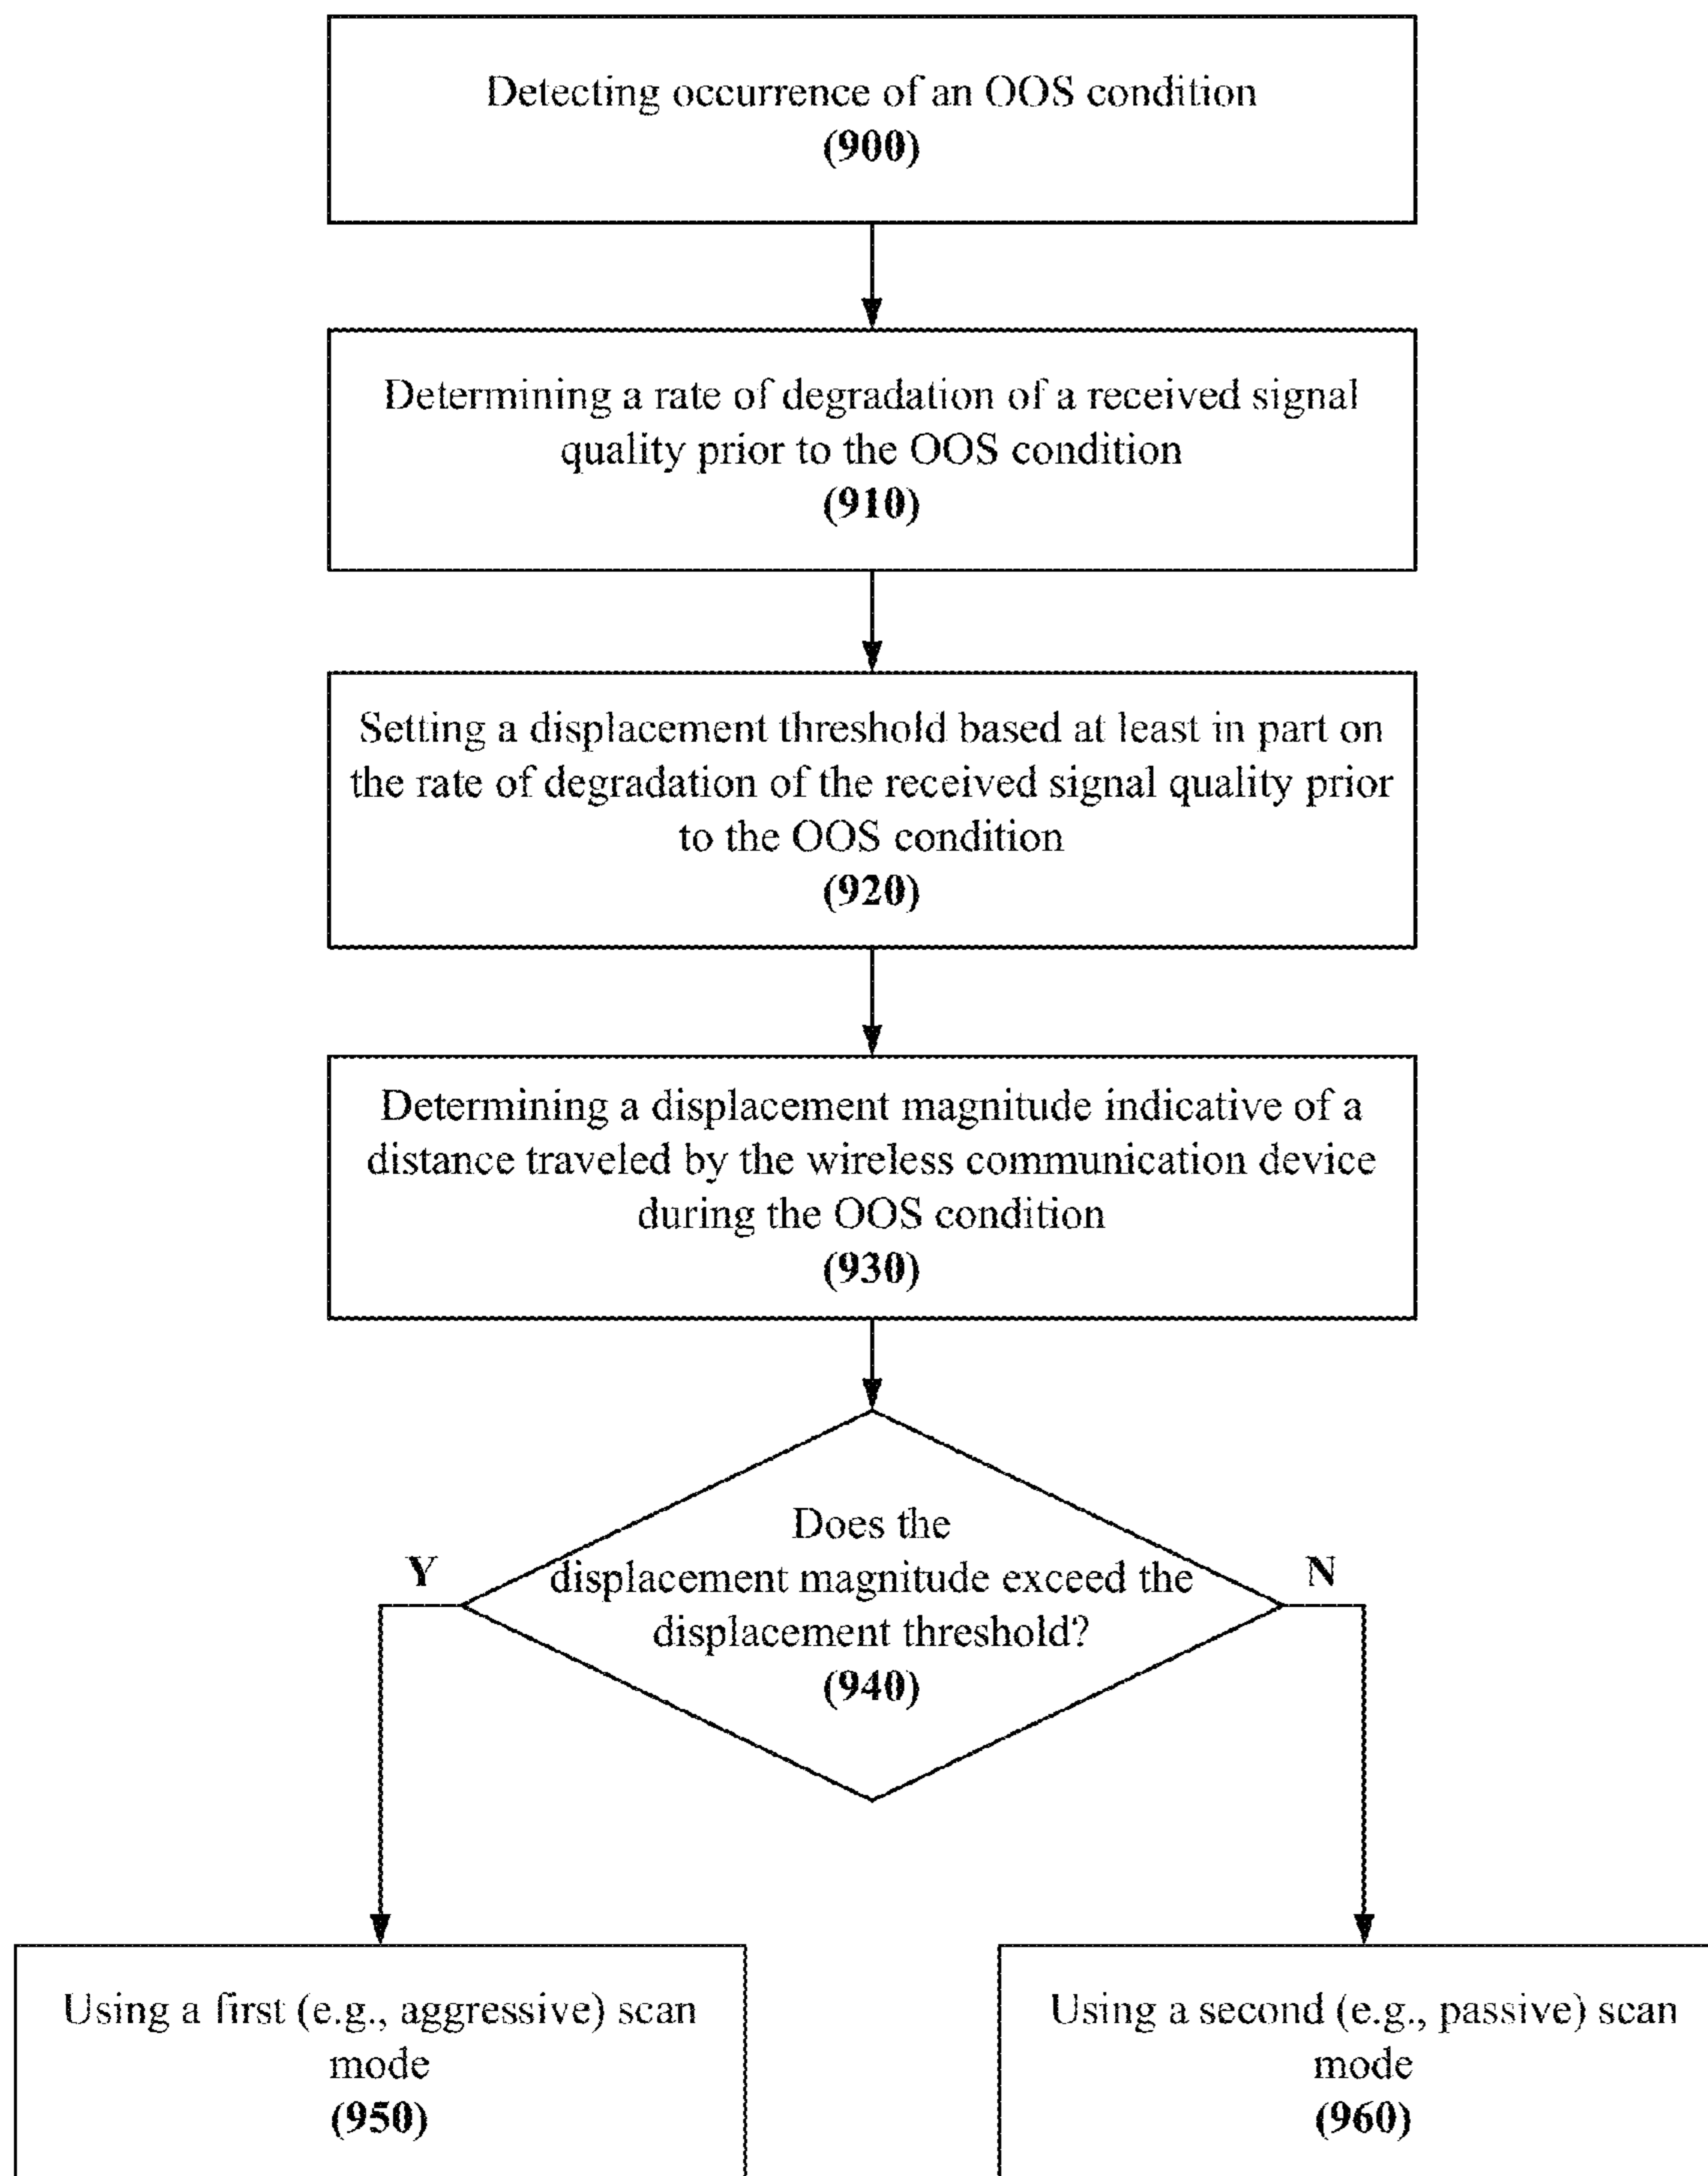 Detecting occurrence of an OOS condition
(900)
Determining a rate of degradation of a received signal
quality prior to the OOS condition
(910)
Setting a displacement threshold based at least in part on
the rate of degradation of the received signal quality prior
to the OOS condition
(920)
Determining a displacement magnitude indicative of a
distance traveled by the wireless communication device
during the OOS condition
(930)
Does the
displacement magnitude exceed the
displacement threshold?
(940)
Y
N
Using a first (e.g., aggressive) scan
mode
(950)
Using a second (e.g., passive) scan
mode
(960)